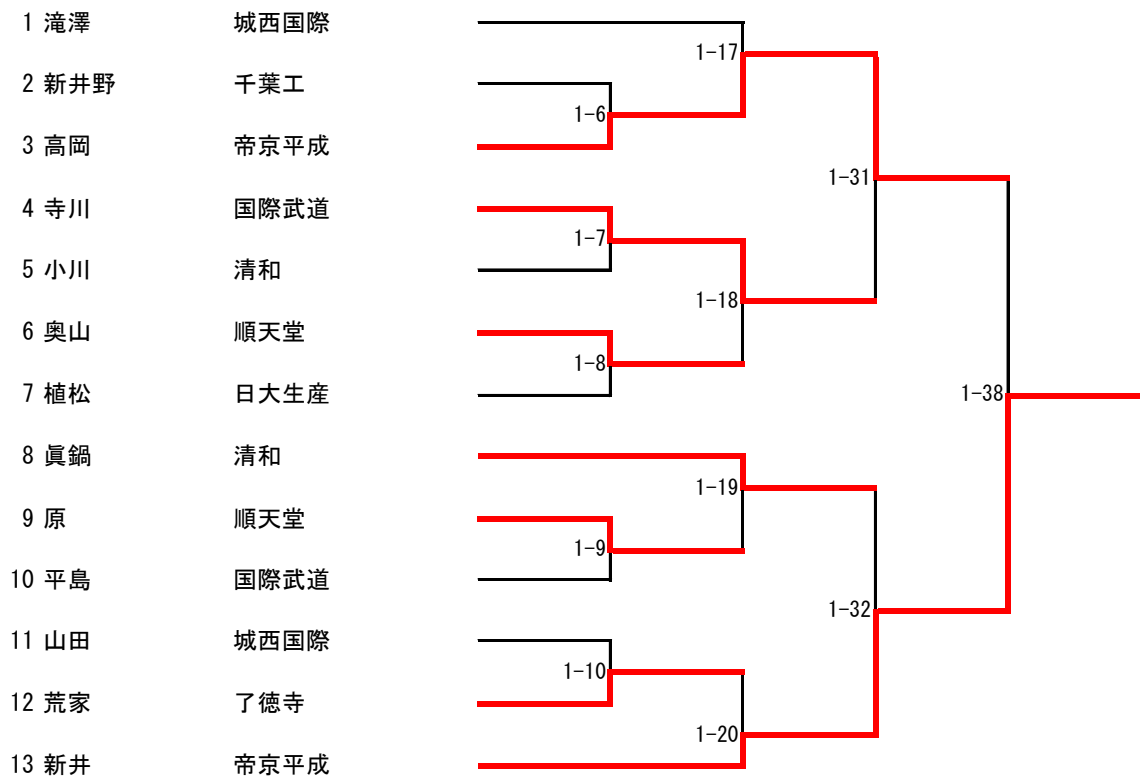 1 滝澤 城西国際
1-17
2 新井野 千葉工
1-6
3 高岡 帝京平成
1-31
4 寺川 国際武道
1-7
5 小川 清和
1-18
6 奥山 順天堂
1-8
7 植松 日大生産
1-38
8 眞鍋 清和
1-19
9 原 順天堂
1-9
10 平島 国際武道
1-32
11 山田 城西国際
1-10
12 荒家 了徳寺
1-20
13 新井 帝京平成